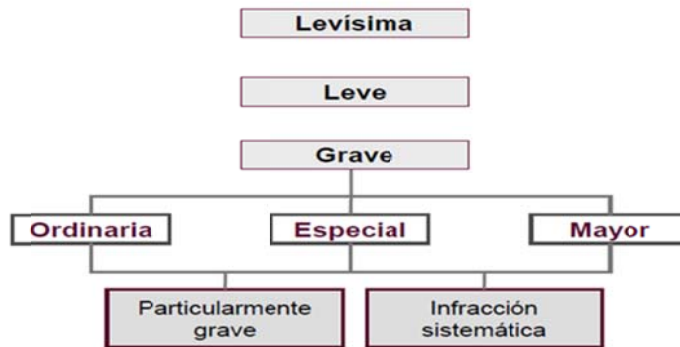 Levísima
Leve
Grave
Ordinaria
Especial
Mayor
Particularmente
grave
Infracción
sistemática